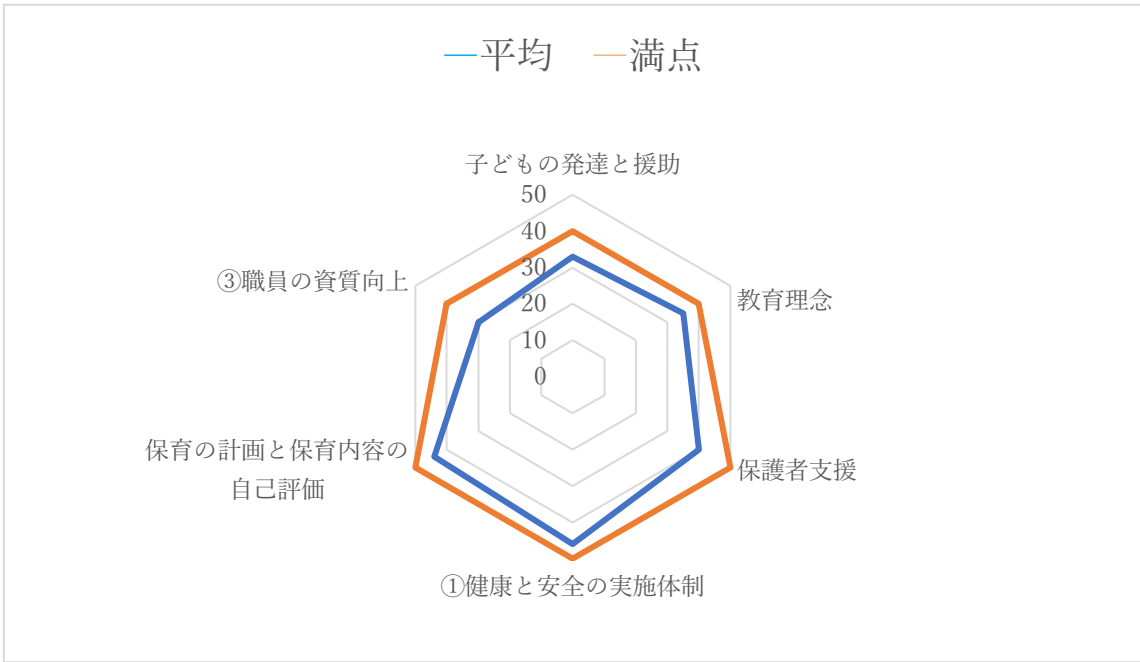 平均 満点
子どもの発達と援助
50
40
30
20
10
0
教育理念
保護者支援
①健康と安全の実施体制
保育の計画と保育内容の
自己評価
③職員の資質向上